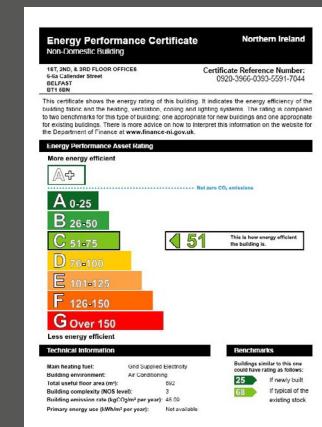 Energy Performance Certificate
Northern Ireland
Non-Domestic Building
1ST, 2ND, & 3RD FLOOR OFFICES
5-6a Callender Street
BELFAST
BT1 5BN
Certificate Reference Number:
0920-3966-0393-5591-7044
This certificate shows the energy rating of this building. It indicates the energy efficiency of the
building fabric and the heating, ventilation, cooling and lighting systems. The rating is compared
to two benchmarks for this type of building: one appropriate for new buildings and one appropriate
for existing buildings. There is more advice on how to interpret this information on the website for
the Department of Finance at www.finance-ni.gov.uk.
Energy Performance Asset Rating
More energy efficient
A+
Net zero CO₂ emissions
A 0-25
B 26-50
C 51-75
51
This is how energy efficient
the building is.
D 76-100
E 101-125
F 126-150
G Over 150
Less energy efficient
Technical Information
Main heating fuel: Grid Supplied Electricity
Building environment: Air Conditioning
Total useful floor area (m²): 692
Building complexity (NOS level): 3
Building emission rate (kgCO₂/m² per year): 46.09
Primary energy use (kWh/m² per year): Not available
Benchmarks
Buildings similar to this one
could have rating as follows:
25 If newly built
68 If typical of the
existing stock